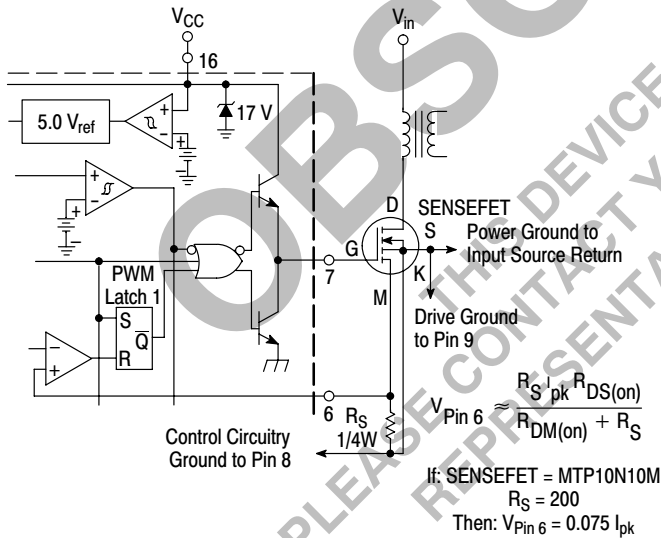 VCC
16
Vin
17 V
5.0 Vref
+
−
+
−
+
−
+
−
D
SENSEFET
S
Power Ground to
Input Source Return
G
K
7
M
Drive Ground
to Pin 9
PWM
Latch 1
S
Q̅
R
−
+
6
RS
1/4W
Control Circuitry
Ground to Pin 8
VPin 6 ≈ RS Ipk RDS(on)
RDM(on) + RS
If: SENSEFET = MTP10N10M
RS = 200
Then: VPin 6 = 0.075 Ipk
OBSO
THIS DEVICE
PLEASE CONTACT Y
REPRESENTA